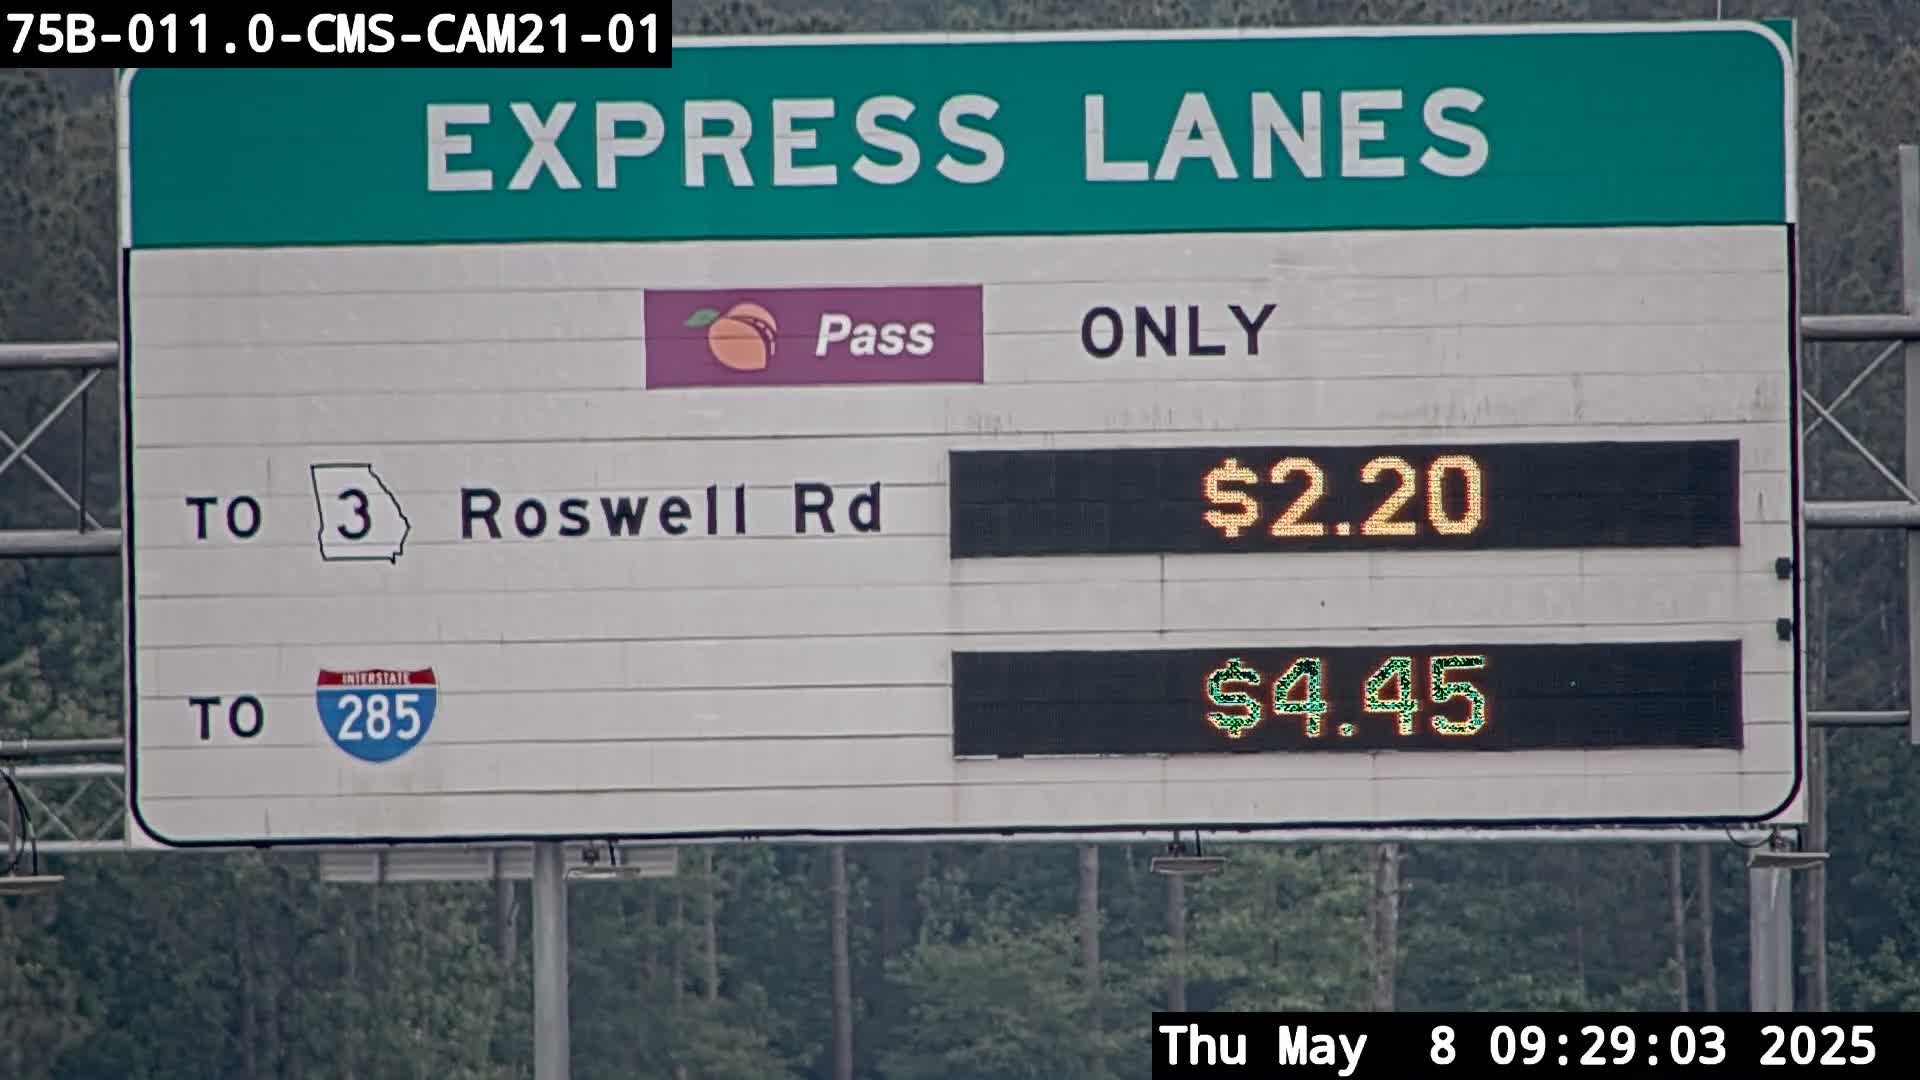 75B-011.0-CMS-CAM21-01
EXPRESS LANES
Pass ONLY
TO 3 Roswell Rd $2.20
INTERSTATE
TO 285 $4.45
Thu May 8 09:29:03 2025